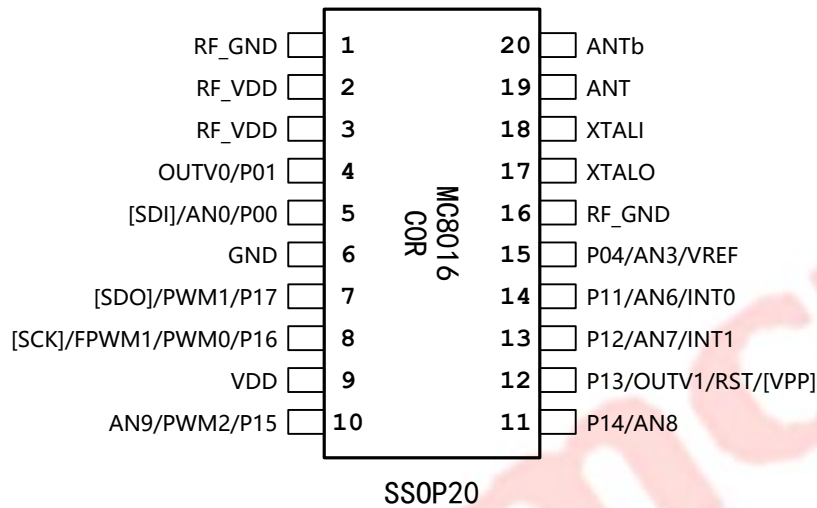 RF_GND 1 20 ANTb
RF_VDD 2 19 ANT
RF_VDD 3 18 XTALI
OUTV0/P01 4 17 XTALO
[SDI]/AN0/P00 5 16 RF_GND
GND 6 15 P04/AN3/VREF
[SDO]/PWM1/P17 7 14 P11/AN6/INT0
[SCK]/FPWM1/PWM0/P16 8 13 P12/AN7/INT1
VDD 9 12 P13/OUTV1/RST/[VPP]
AN9/PWM2/P15 10 11 P14/AN8
MC8016
COR
SSOP20